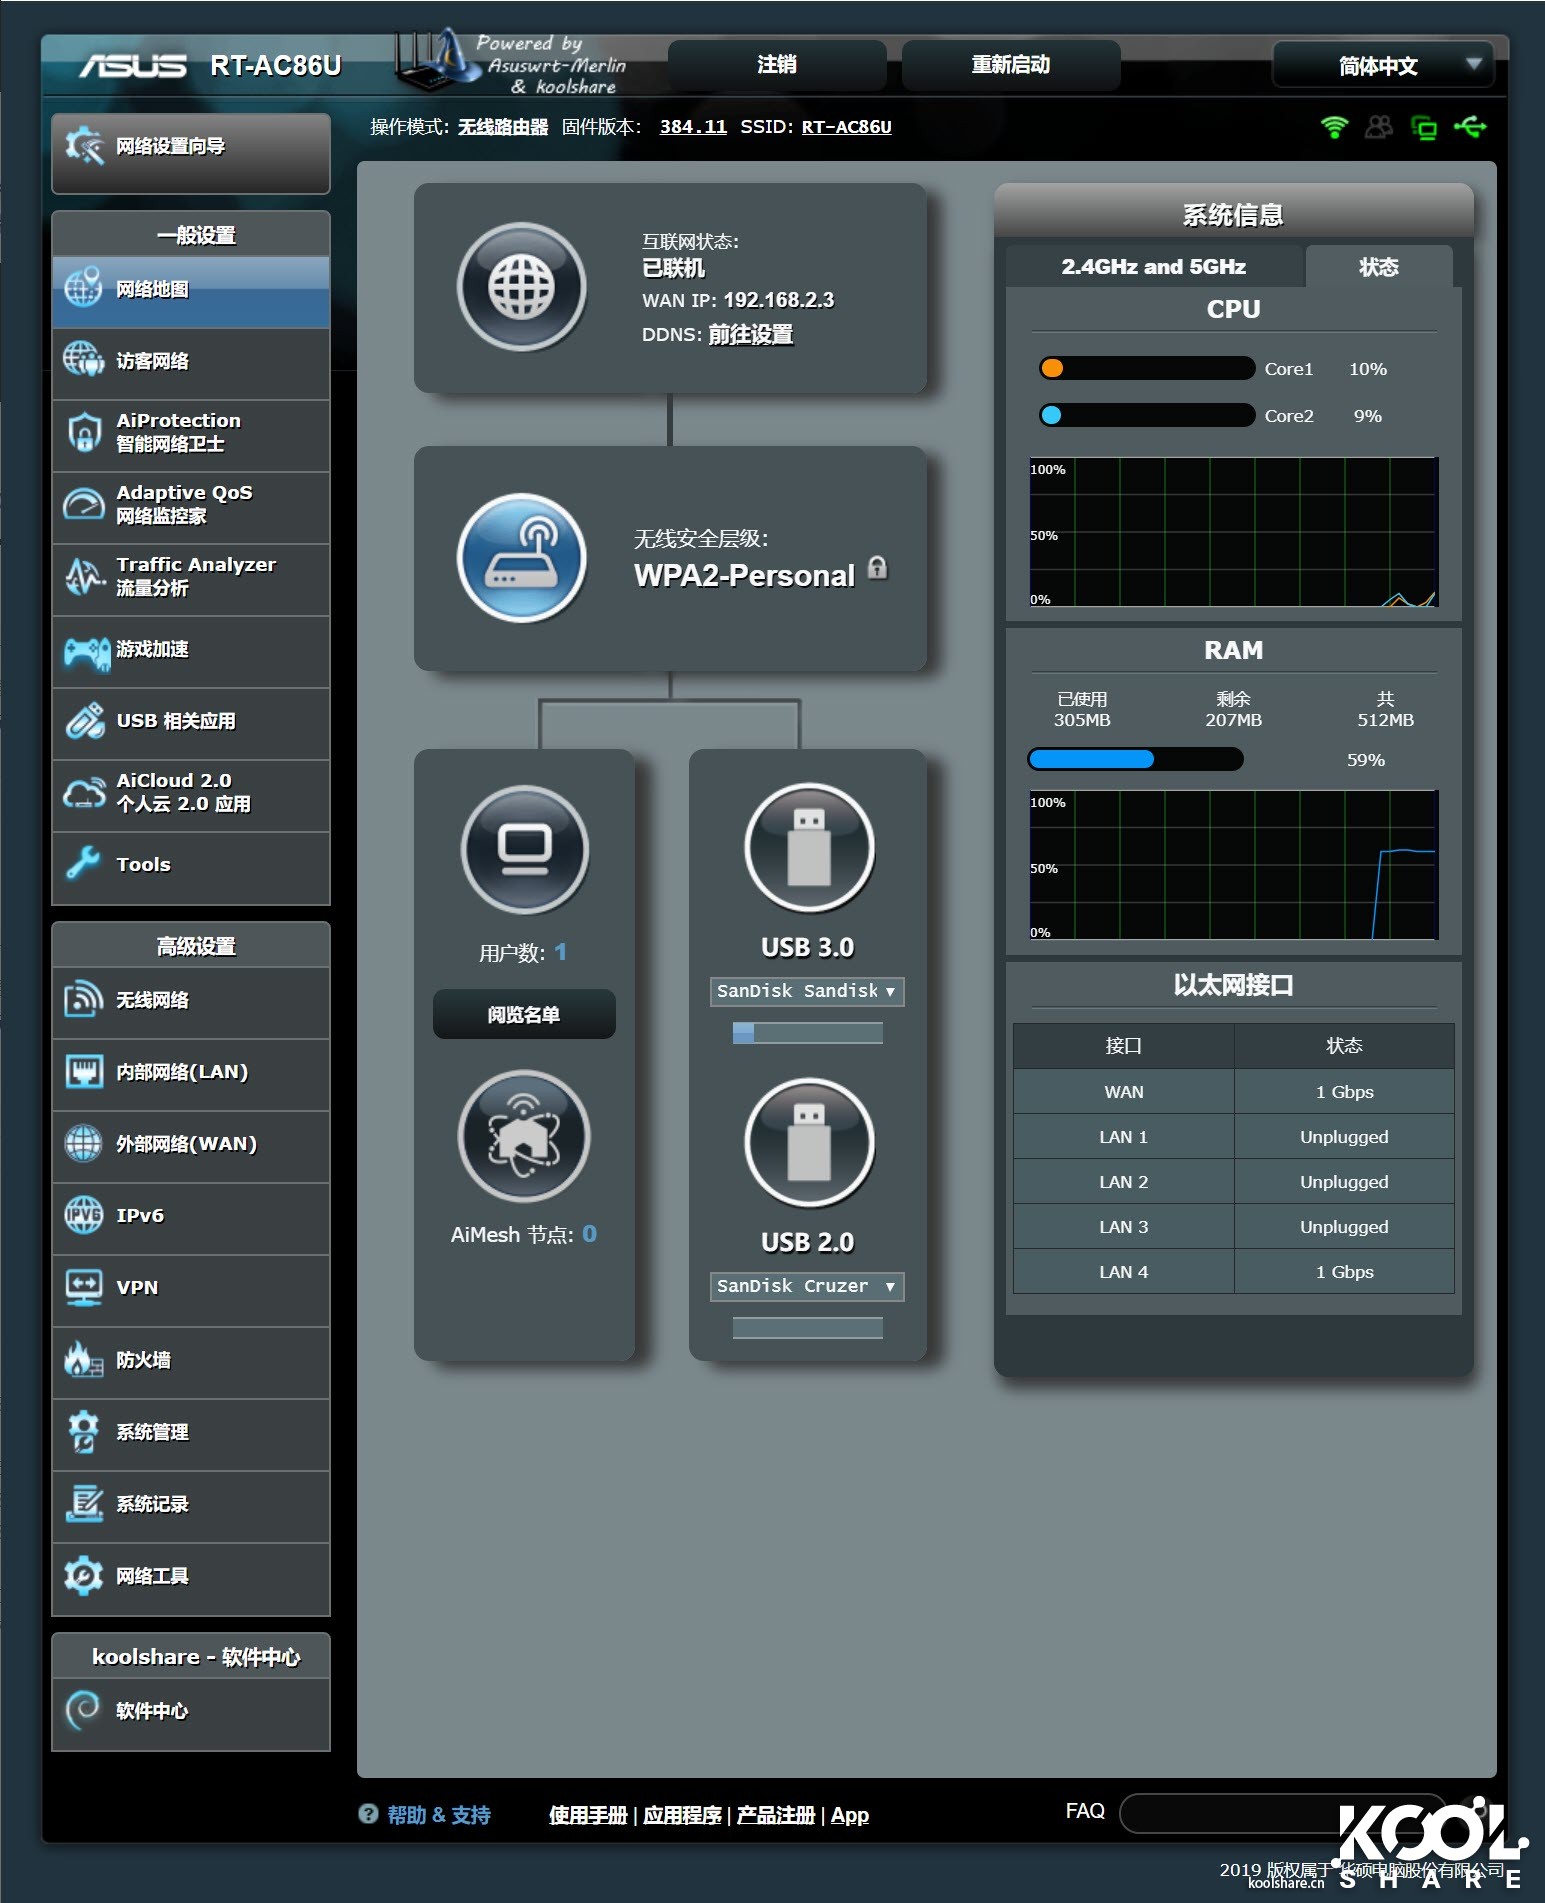 ASUS RT-AC86U
Powered by
Asuswrt-Merlin
& koolshare
注销
重新启动
简体中文
操作模式: 无线路由器 固件版本: 384.11 SSID: RT-AC86U
网络设置向导
一般设置
网络地图
访客网络
AiProtection
智能网络卫士
Adaptive QoS
网络监控家
Traffic Analyzer
流量分析
游戏加速
USB 相关应用
AiCloud 2.0
个人云 2.0 应用
Tools
高级设置
无线网络
内部网络(LAN)
外部网络(WAN)
IPV6
IPv6
VPN
防火墙
系统管理
系统记录
网络工具
koolshare - 软件中心
软件中心
互联网状态:
已联机
WAN IP: 192.168.2.3
DDNS: 前往设置
无线安全层级:
WPA2-Personal
用户数: 1
阅览名单
AiMesh 节点: 0
USB 3.0
SanDisk Sandisk
USB 2.0
SanDisk Cruzer
系统信息
2.4GHz and 5GHz
状态
CPU
Core1 10%
Core2 9%
100%
50%
0%
RAM
已使用 剩余 共
305MB 207MB 512MB
59%
100%
50%
0%
以太网接口
接口 状态
WAN 1 Gbps
LAN 1 Unplugged
LAN 2 Unplugged
LAN 3 Unplugged
LAN 4 1 Gbps
帮助 & 支持
使用手册 | 应用程序 | 产品注册 | App
FAQ
2019 版权属于 华硕电脑股份有限公司
KOOL
SHARE
koolshare.cn